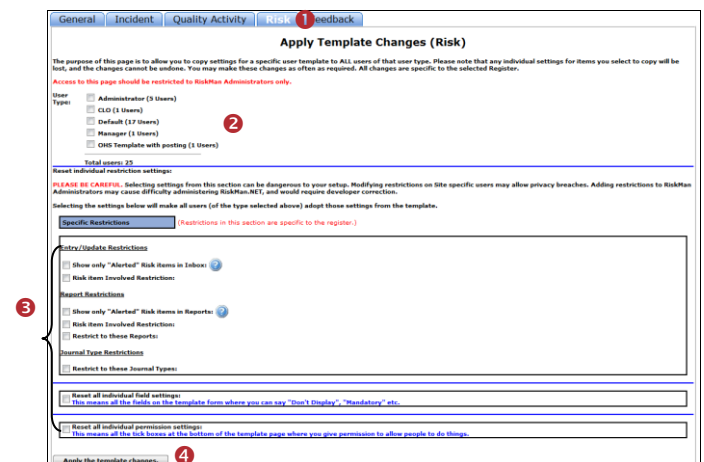 General Incident Quality Activity Risk 1 eedback
Apply Template Changes (Risk)
The purpose of this page is to allow you to copy settings for a specific user template to ALL users of that user type. Please note that any individual settings for items you select to copy will be
lost, and the changes cannot be undone. You may make these changes as often as required. All changes are specific to the selected Register.
Access to this page should be restricted to RiskMan Administrators only.
User
Type:
Administrator (5 Users)
CLO (1 Users)
Default (17 Users)
2
Manager (1 Users)
OHS Template with posting (1 Users)
Total users: 25
Reset individual restriction settings:
PLEASE BE CAREFUL. Selecting settings from this section can be dangerous to your setup. Modifying restrictions on Site specific users may allow privacy breaches. Adding restrictions to RiskMan
Administrators may cause difficulty administering RiskMan.NET, and would require developer correction.
Selecting the settings below will make all users (of the type selected above) adopt those settings from the template.
Specific Restrictions (Restrictions in this section are specific to the register.)
Entry/Update Restrictions
Show only "Alerted" Risk items in Inbox: ?
Risk item Involved Restriction:
Report Restrictions
3
Show only "Alerted" Risk items in Reports: ?
Risk item Involved Restriction:
Restrict to these Reports:
Journal Type Restrictions
Restrict to these Journal Types:
Reset all individual field settings:
This means all the fields on the template form where you can say "Don't Display", "Mandatory" etc.
Reset all individual permission settings:
This means all the tick boxes at the bottom of the template page where you give permission to allow people to do things.
Apply the template changes. 4